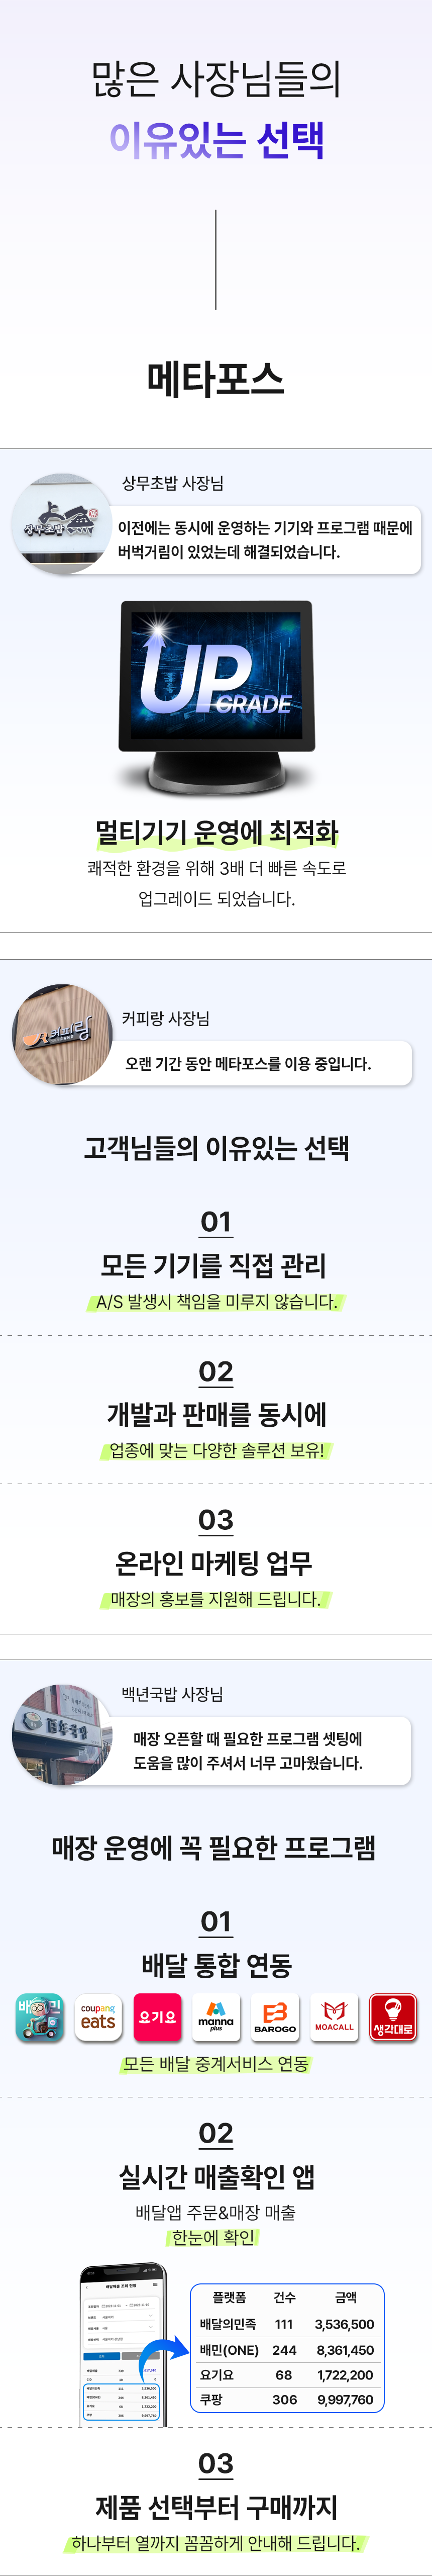 많은 사장님들의
이유있는 선택
메타포스
상무초밥 사장님
상무초밥
이전에는 동시에 운영하는 기기와 프로그램 때문에
버벅거림이 있었는데 해결되었습니다.
UP
GRADE
멀티기기 운영에 최적화
쾌적한 환경을 위해 3배 더 빠른 속도로
업그레이드 되었습니다.
커피랑 사장님
커피랑
오랜 기간 동안 메타포스를 이용 중입니다.
고객님들의 이유있는 선택
01
모든 기기를 직접 관리
A/S 발생시 책임을 미루지 않습니다.
02
개발과 판매를 동시에
업종에 맞는 다양한 솔루션 보유!
03
온라인 마케팅 업무
매장의 홍보를 지원해 드립니다.
백년국밥 사장님
매장 오픈할 때 필요한 프로그램 셋팅에
도움을 많이 주셔서 너무 고마웠습니다.
매장 운영에 꼭 필요한 프로그램
01
배달 통합 연동
배민
coupang
eats
요기요
manna
plus
BAROGO
MOACALL
생각대로
모든 배달 중계서비스 연동
02
실시간 매출확인 앱
배달앱 주문&매장 매출
한눈에 확인
플랫폼 건수 금액
배달의민족 111 3,536,500
배민(ONE) 244 8,361,450
요기요 68 1,722,200
쿠팡 306 9,997,760
03
제품 선택부터 구매까지
하나부터 열까지 꼼꼼하게 안내해 드립니다.